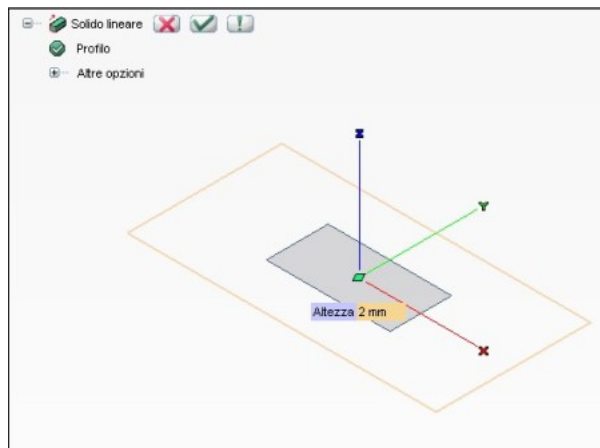 Solido lineare
Profilo
Altre opzioni
Z
Y
Altezza 2 mm
X